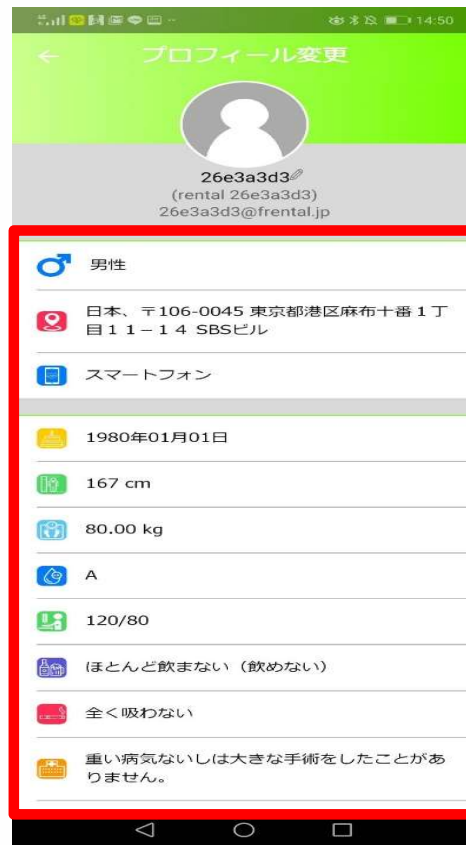 14:50
プロフィール変更
26e3a3d3
(rental 26e3a3d3)
26e3a3d3@frental.jp
男性
日本、〒106-0045 東京都港区麻布十番1丁
目11-14 SBSビル
スマートフォン
1980年01月01日
167 cm
80.00 kg
A
120/80
ほとんど飲まない（飲めない）
全く吸わない
重い病気ないしは大きな手術をしたことがあ
りません。